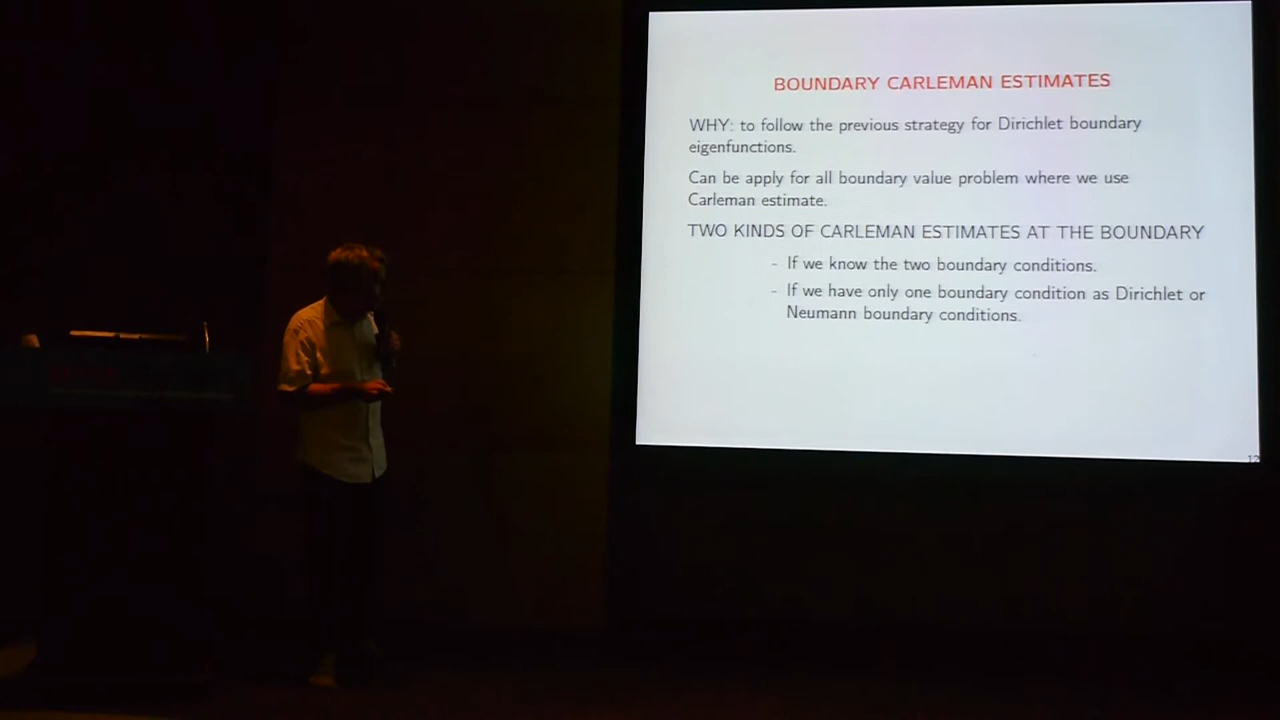 BOUNDARY CARLEMAN ESTIMATES
WHY: to follow the previous strategy for Dirichlet boundary
eigenfunctions.
Can be apply for all boundary value problem where we use
Carleman estimate.
TWO KINDS OF CARLEMAN ESTIMATES AT THE BOUNDARY
- If we know the two boundary conditions.
- If we have only one boundary condition as Dirichlet or
Neumann boundary conditions.
12